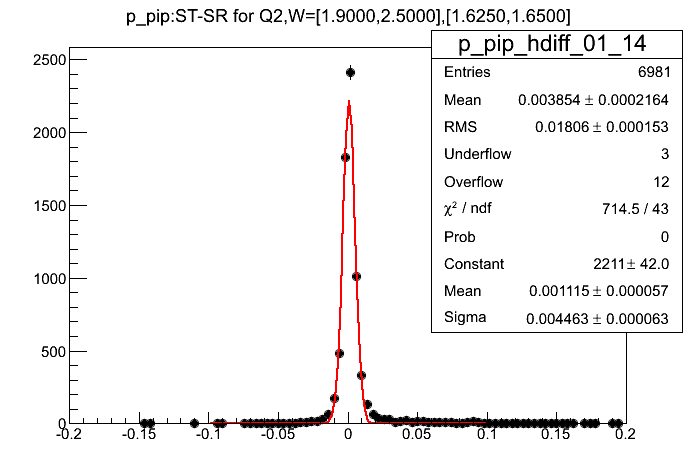 p_pip:ST-SR for Q2,W=[1.9000,2.5000],[1.6250,1.6500]
p_pip_hdiff_01_14
Entries 6981
Mean 0.003854 ± 0.0002164
RMS 0.01806 ± 0.000153
Underflow 3
Overflow 12
χ² / ndf 714.5 / 43
Prob 0
Constant 2211± 42.0
Mean 0.001115 ± 0.000057
Sigma 0.004463 ± 0.000063
2500
2000
1500
1000
500
0
-0.2 -0.15 -0.1 -0.05 0 0.05 0.1 0.15 0.2